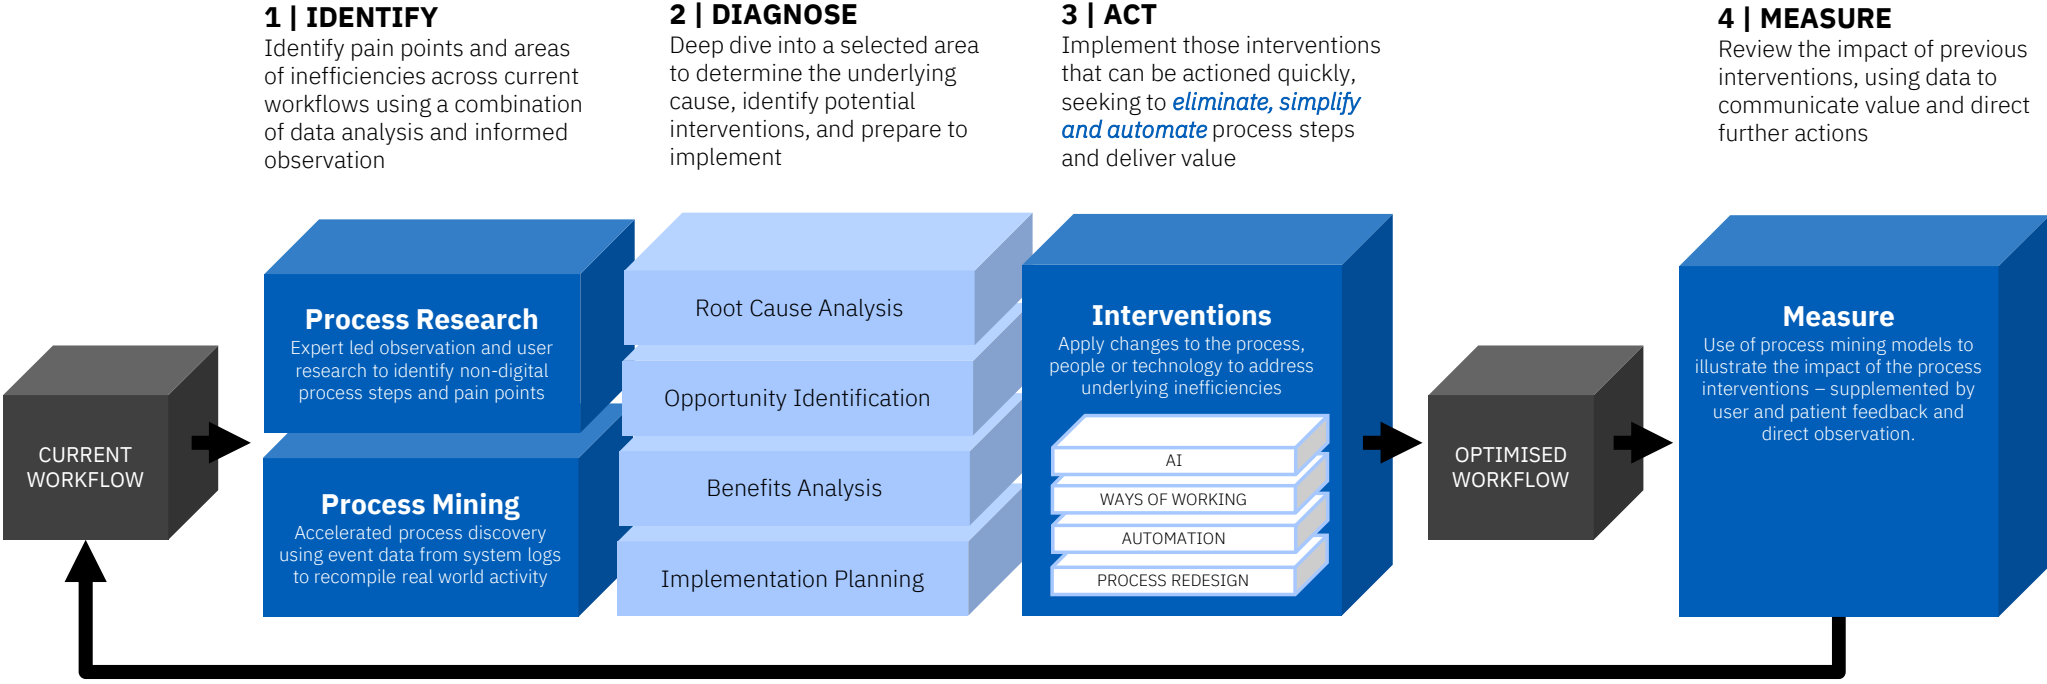 1 | IDENTIFY
Identify pain points and areas
of inefficiencies across current
workflows using a combination
of data analysis and informed
observation
2 | DIAGNOSE
Deep dive into a selected area
to determine the underlying
cause, identify potential
interventions, and prepare to
implement
3 | ACT
Implement those interventions
that can be actioned quickly,
seeking to eliminate, simplify
and automate process steps
and deliver value
4 | MEASURE
Review the impact of previous
interventions, using data to
communicate value and direct
further actions
CURRENT
WORKFLOW
Process Research
Expert led observation and user
research to identify non-digital
process steps and pain points
Process Mining
Accelerated process discovery
using event data from system logs
to recompile real world activity
Root Cause Analysis
Opportunity Identification
Benefits Analysis
Implementation Planning
Interventions
Apply changes to the process,
people or technology to address
underlying inefficiencies
AI
WAYS OF WORKING
AUTOMATION
PROCESS REDESIGN
OPTIMISED
WORKFLOW
Measure
Use of process mining models to
illustrate the impact of the process
interventions – supplemented by
user and patient feedback and
direct observation.